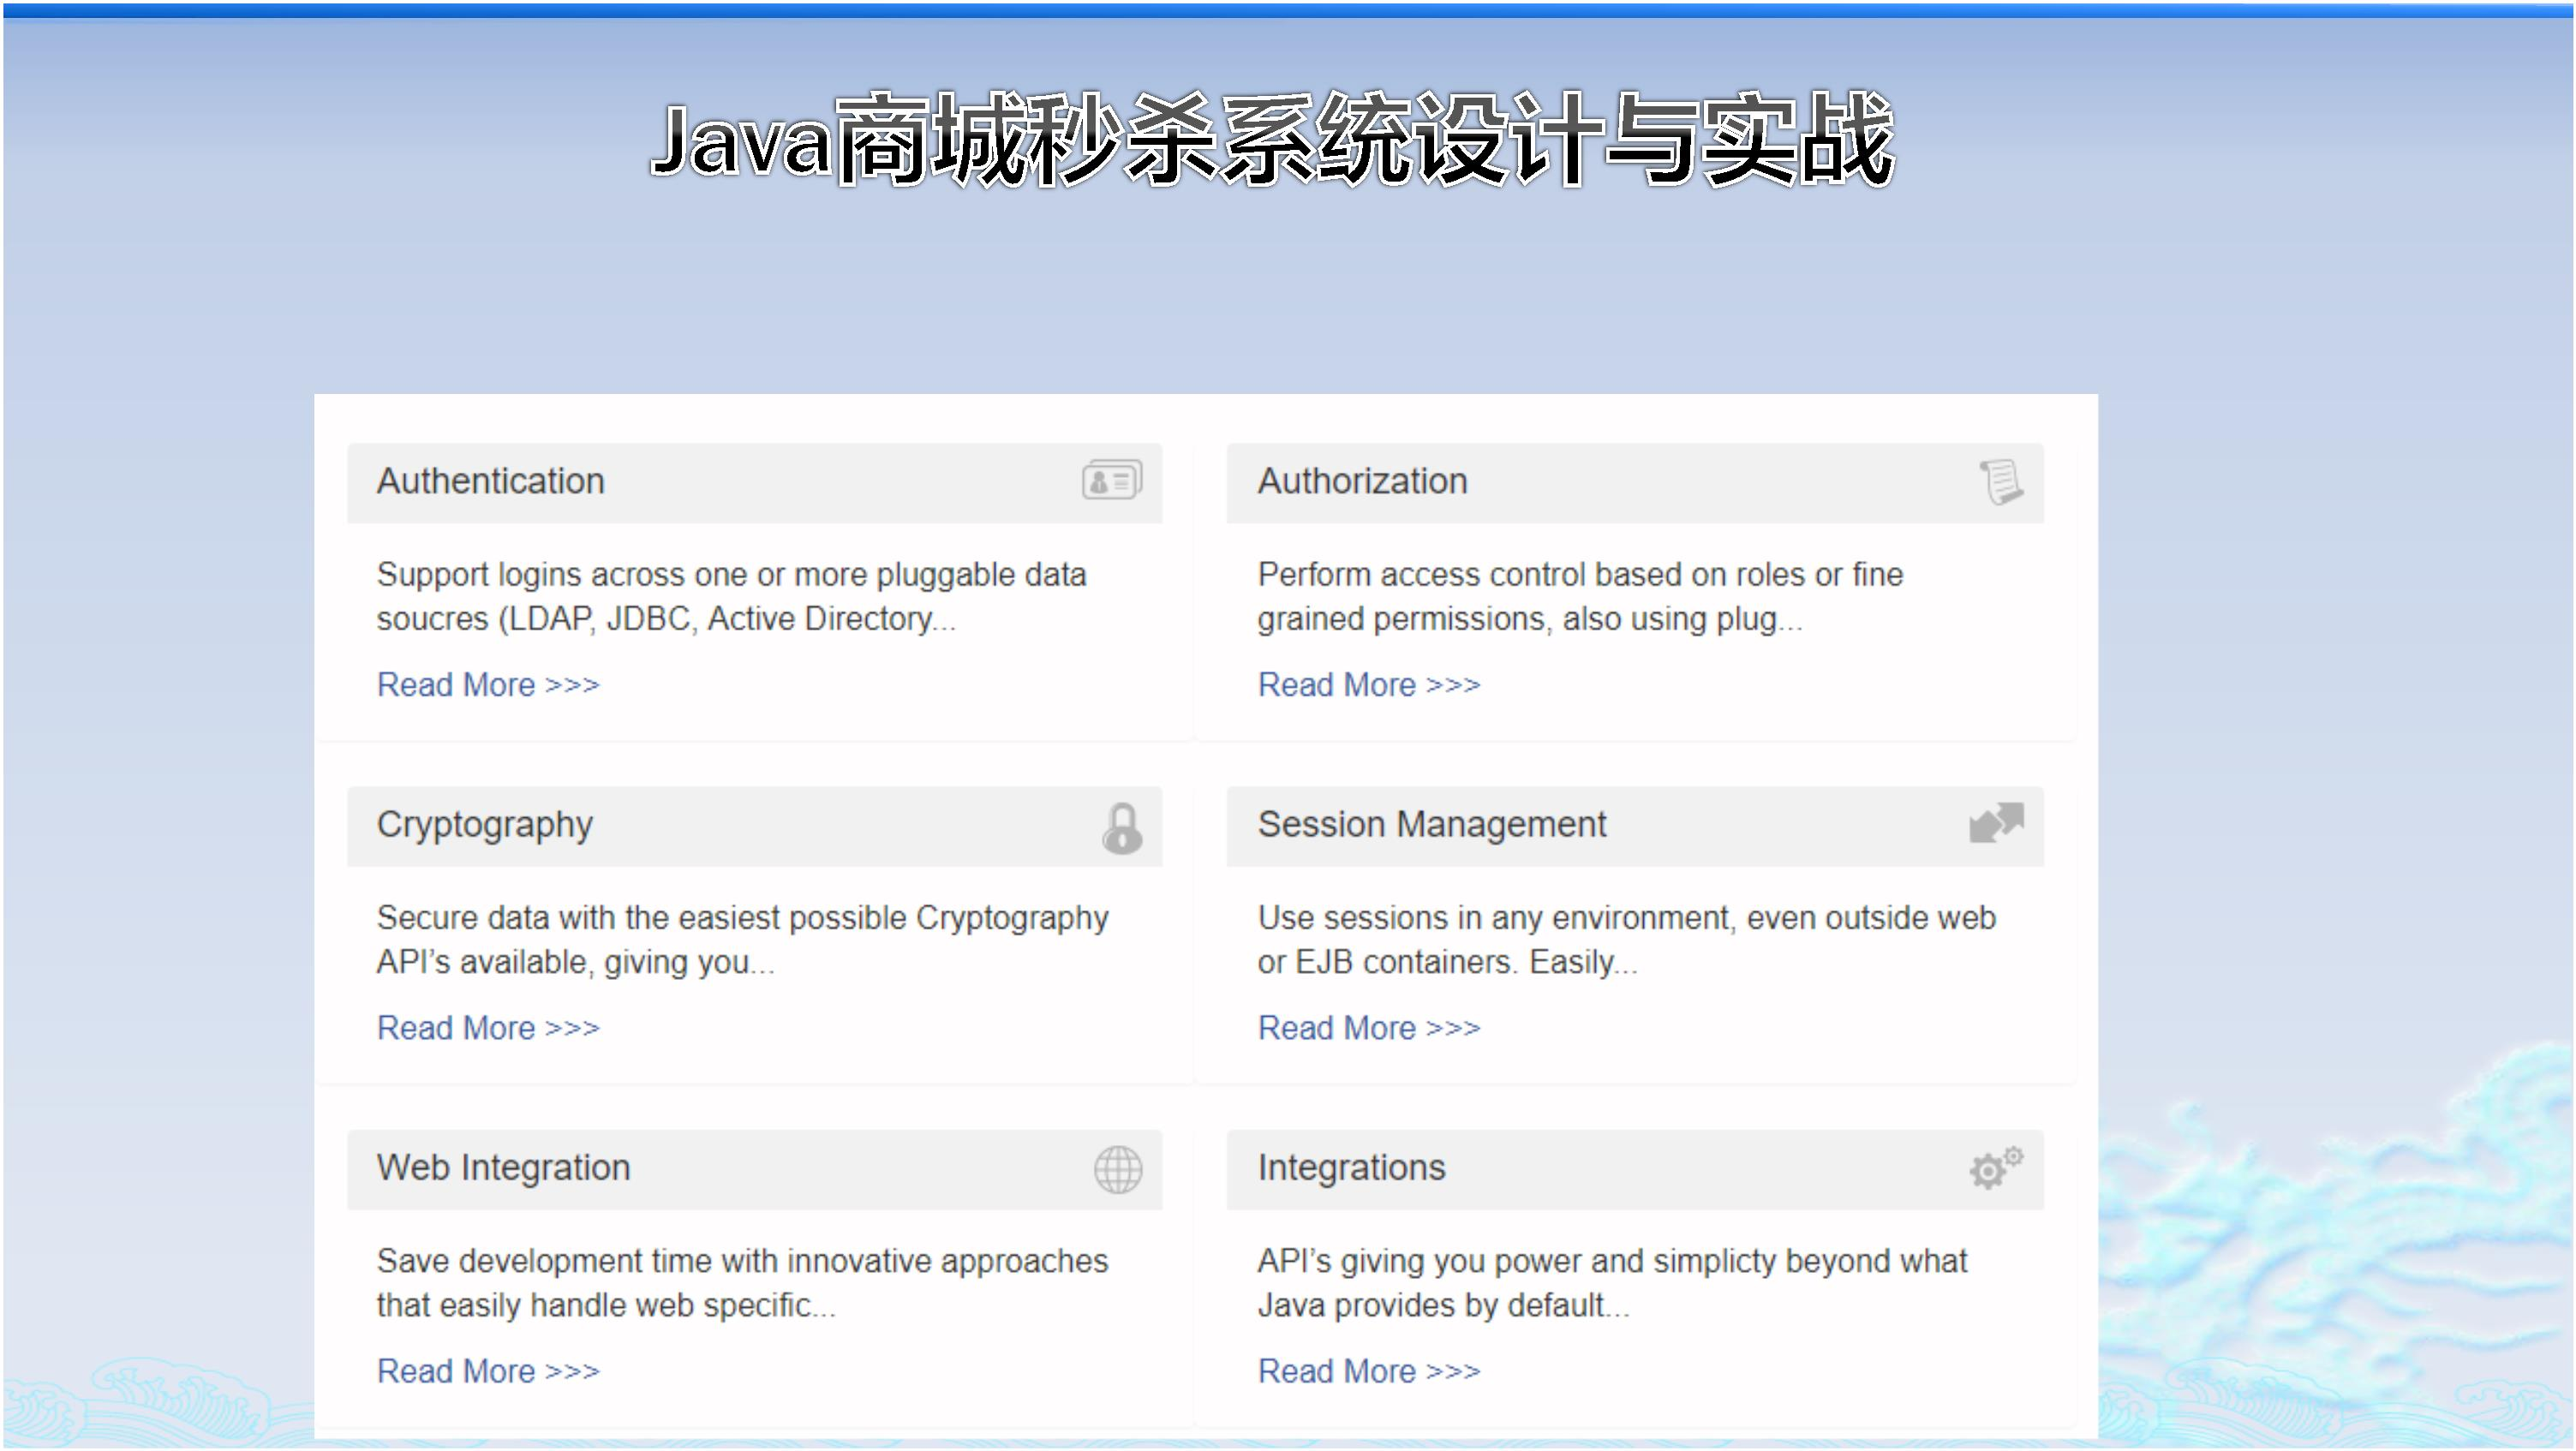 Java商城秒杀系统设计与实战
Authentication
Support logins across one or more pluggable data
soucres (LDAP, JDBC, Active Directory...
Read More >>>
Authorization
Perform access control based on roles or fine
grained permissions, also using plug...
Read More >>>
Cryptography
Secure data with the easiest possible Cryptography
API’s available, giving you...
Read More >>>
Session Management
Use sessions in any environment, even outside web
or EJB containers. Easily...
Read More >>>
Web Integration
Save development time with innovative approaches
that easily handle web specific...
Read More >>>
Integrations
API’s giving you power and simplicty beyond what
Java provides by default...
Read More >>>